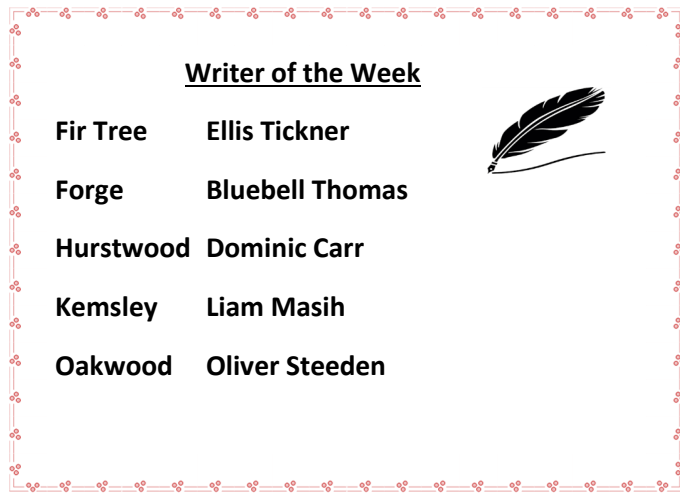 Writer of the Week
Fir Tree Ellis Tickner
Forge Bluebell Thomas
Hurstwood Dominic Carr
Kemsley Liam Masih
Oakwood Oliver Steeden